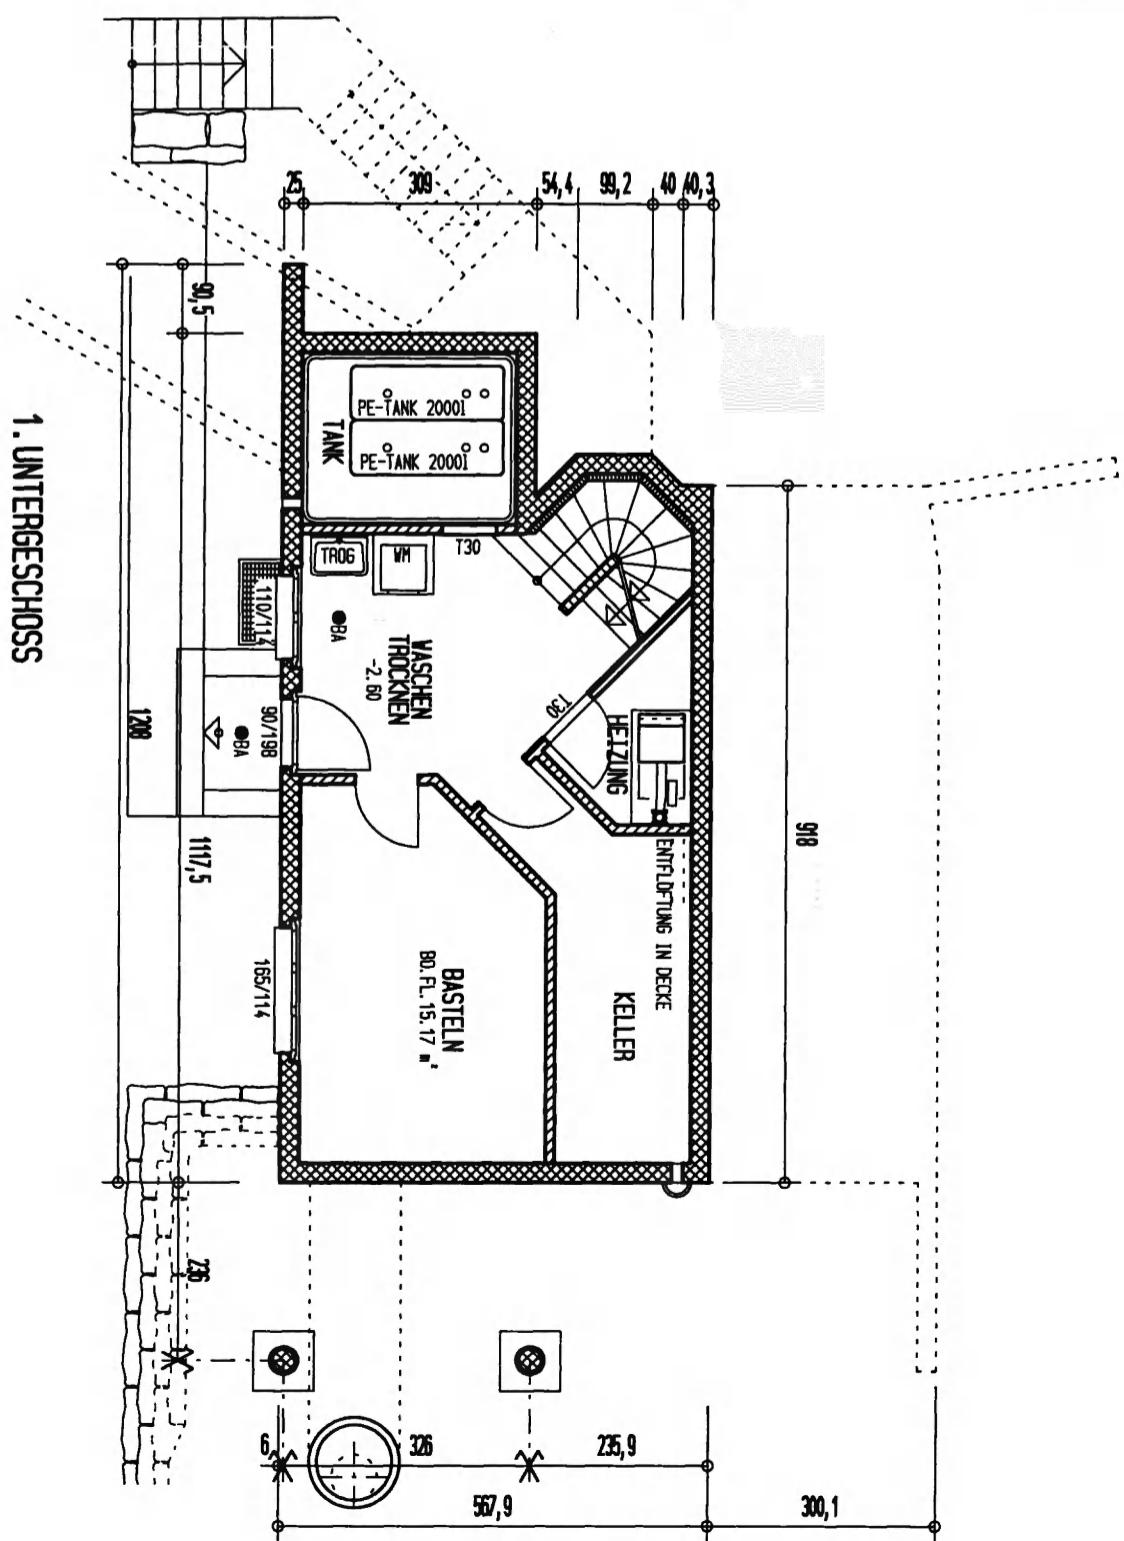 25
309
54,4
99,2
40
40,3
90,5
PE-TANK 2000l
PE-TANK 2000l
TANK
1. UNTERGESCHOSS
TROG
WM
T30
110/114
BA
WASCHEN
TROCKNEN
-2.60
T30
HEIZUNG
1208
90/198
BA
918
1117,5
ENTFLÜFTUNG IN DECKE
165/114
BASTELN
BO.FL.15.17 m²
KELLER
236
6
326
235,9
567,9
300,1